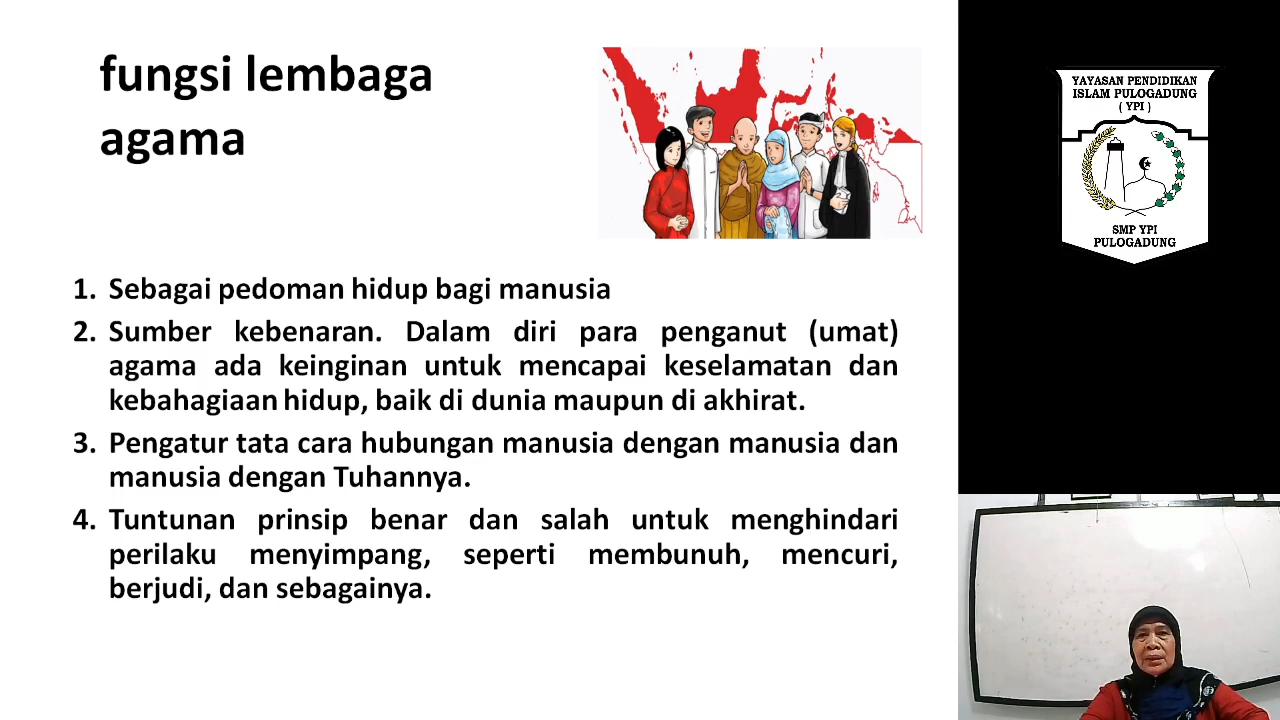 fungsi lembaga
agama
1. Sebagai pedoman hidup bagi manusia
2. Sumber kebenaran. Dalam diri para penganut (umat)
agama ada keinginan untuk mencapai keselamatan dan
kebahagiaan hidup, baik di dunia maupun di akhirat.
3. Pengatur tata cara hubungan manusia dengan manusia dan
manusia dengan Tuhannya.
4. Tuntunan prinsip benar dan salah untuk menghindari
perilaku menyimpang, seperti membunuh, mencuri,
berjudi, dan sebagainya.
YAYASAN PENDIDIKAN
ISLAM PULOGADUNG
( YPI )
SMP YPI
PULOGADUNG